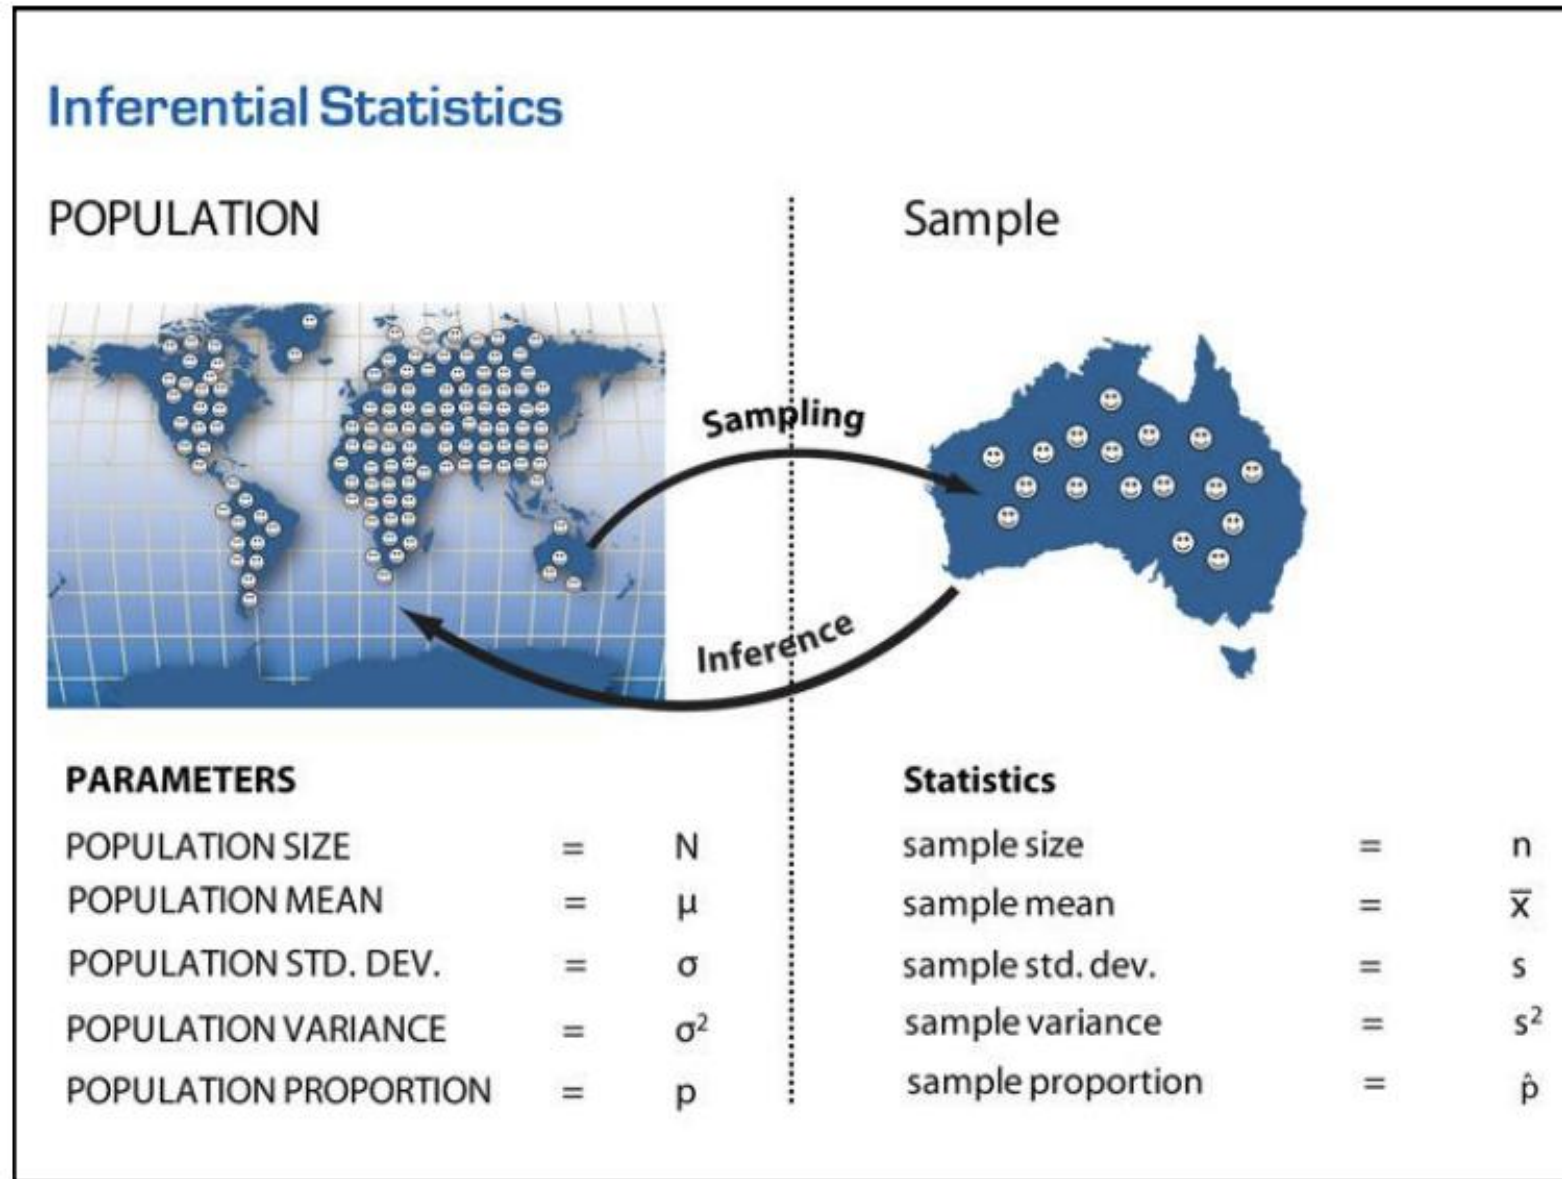 Inferential Statistics
POPULATION
Sample
Sampling
Inference
PARAMETERS
POPULATION SIZE = N
POPULATION MEAN = μ
POPULATION STD. DEV. = σ
POPULATION VARIANCE = σ²
POPULATION PROPORTION = p
Statistics
sample size = n
sample mean = x̅
sample std. dev. = s
sample variance = s²
sample proportion = p̂